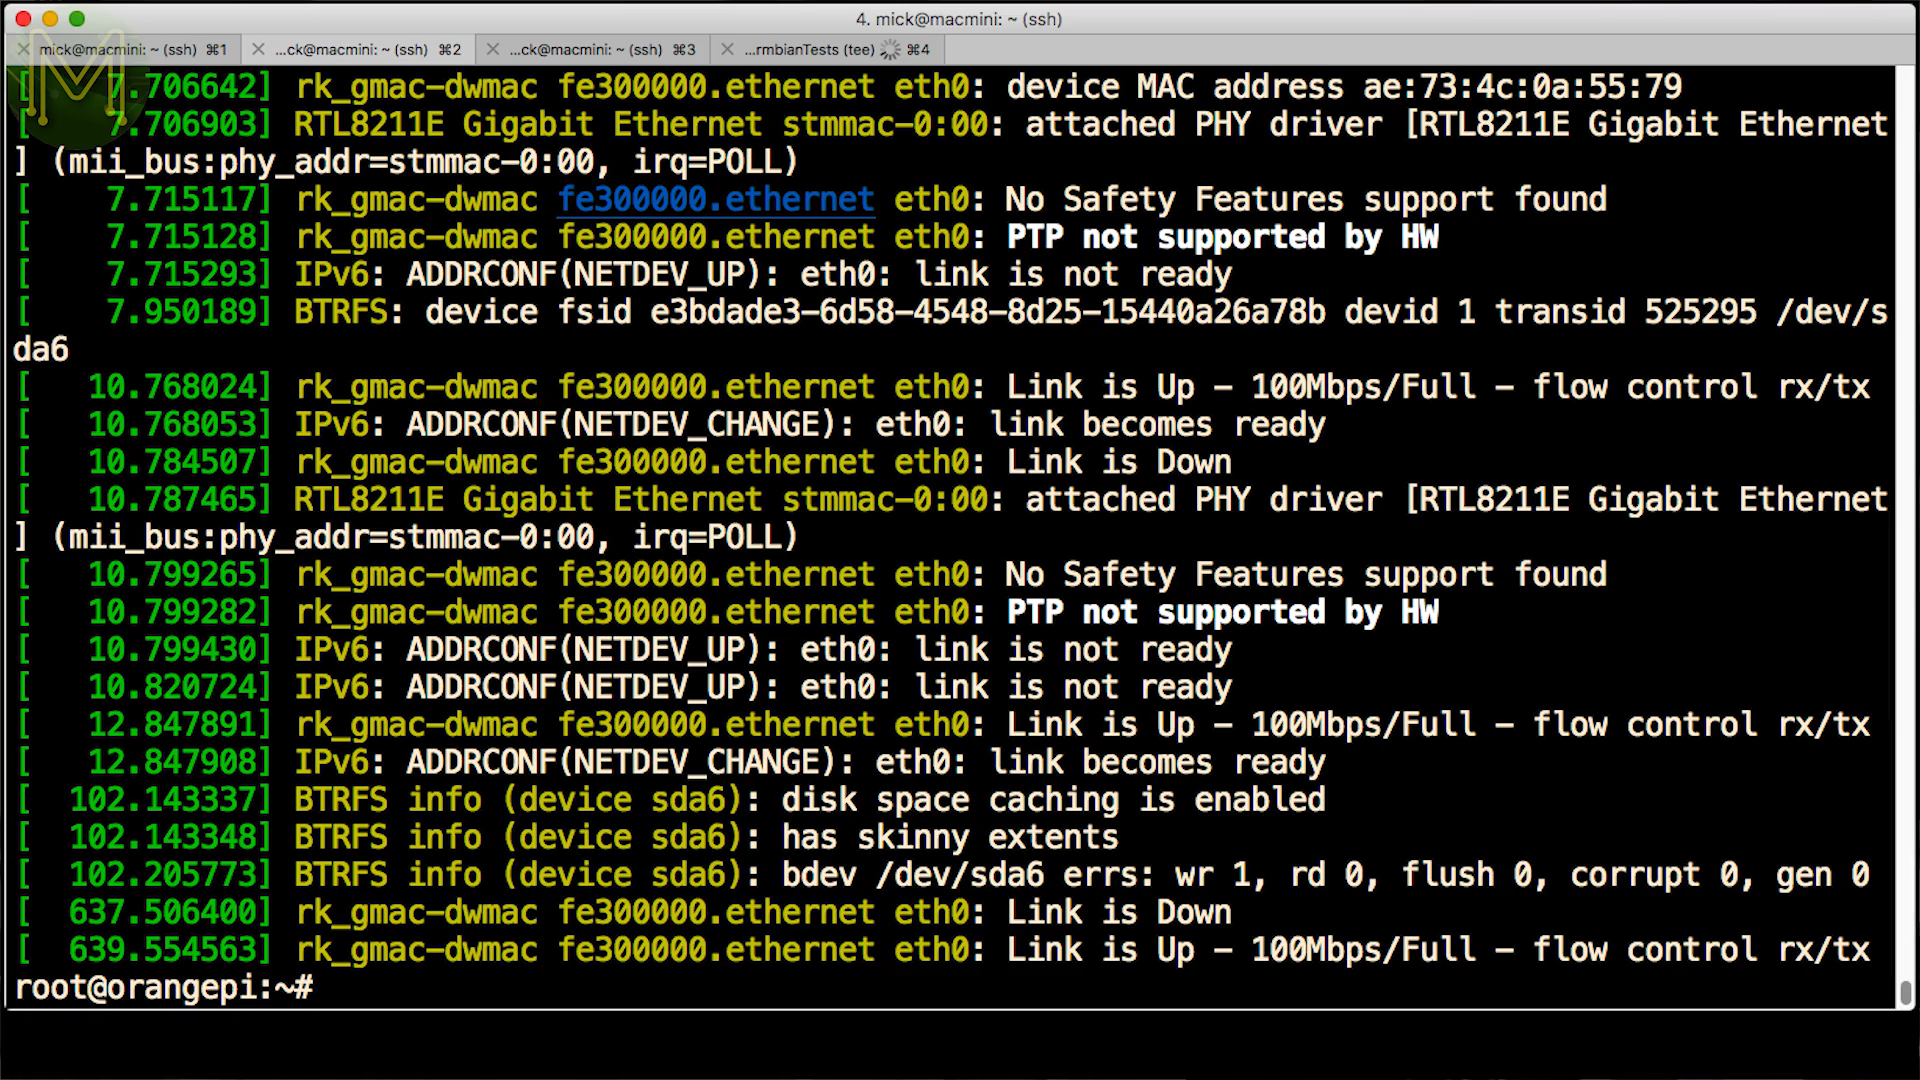 4. mick@macmini: ~ (ssh)
mick@macmini: ~ (ssh) ⌘1 ...ck@macmini: ~ (ssh) ⌘2 ...ck@macmini: ~ (ssh) ⌘3 ...rmbianTests (tee) ⌘4
[    7.706642] rk_gmac-dwmac fe300000.ethernet eth0: device MAC address ae:73:4c:0a:55:79
[    7.706903] RTL8211E Gigabit Ethernet stmmac-0:00: attached PHY driver [RTL8211E Gigabit Ethernet
] (mii_bus:phy_addr=stmmac-0:00, irq=POLL)
[    7.715117] rk_gmac-dwmac fe300000.ethernet eth0: No Safety Features support found
[    7.715128] rk_gmac-dwmac fe300000.ethernet eth0: PTP not supported by HW
[    7.715293] IPv6: ADDRCONF(NETDEV_UP): eth0: link is not ready
[    7.950189] BTRFS: device fsid e3bdade3-6d58-4548-8d25-15440a26a78b devid 1 transid 525295 /dev/s
da6
[   10.768024] rk_gmac-dwmac fe300000.ethernet eth0: Link is Up - 100Mbps/Full - flow control rx/tx
[   10.768053] IPv6: ADDRCONF(NETDEV_CHANGE): eth0: link becomes ready
[   10.784507] rk_gmac-dwmac fe300000.ethernet eth0: Link is Down
[   10.787465] RTL8211E Gigabit Ethernet stmmac-0:00: attached PHY driver [RTL8211E Gigabit Ethernet
] (mii_bus:phy_addr=stmmac-0:00, irq=POLL)
[   10.799265] rk_gmac-dwmac fe300000.ethernet eth0: No Safety Features support found
[   10.799282] rk_gmac-dwmac fe300000.ethernet eth0: PTP not supported by HW
[   10.799430] IPv6: ADDRCONF(NETDEV_UP): eth0: link is not ready
[   10.820724] IPv6: ADDRCONF(NETDEV_UP): eth0: link is not ready
[   12.847891] rk_gmac-dwmac fe300000.ethernet eth0: Link is Up - 100Mbps/Full - flow control rx/tx
[   12.847908] IPv6: ADDRCONF(NETDEV_CHANGE): eth0: link becomes ready
[  102.143337] BTRFS info (device sda6): disk space caching is enabled
[  102.143348] BTRFS info (device sda6): has skinny extents
[  102.205773] BTRFS info (device sda6): bdev /dev/sda6 errs: wr 1, rd 0, flush 0, corrupt 0, gen 0
[  637.506400] rk_gmac-dwmac fe300000.ethernet eth0: Link is Down
[  639.554563] rk_gmac-dwmac fe300000.ethernet eth0: Link is Up - 100Mbps/Full - flow control rx/tx
root@orangepi:~#